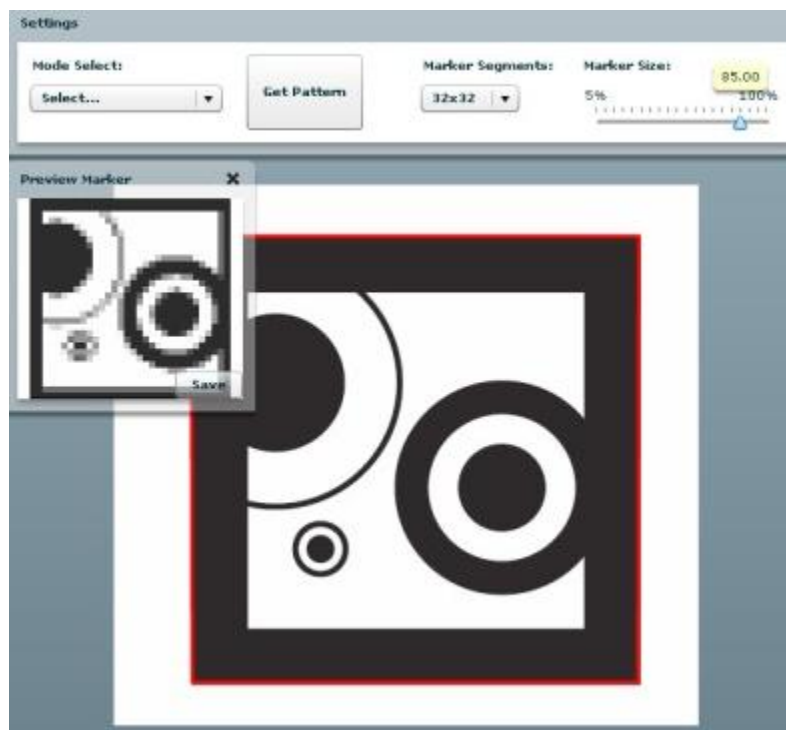 Settings
Mode Select:
Select...
Get Pattern
Marker Segments:
32x32
Marker Size:
85.00
5%
100%
Preview Marker
Save